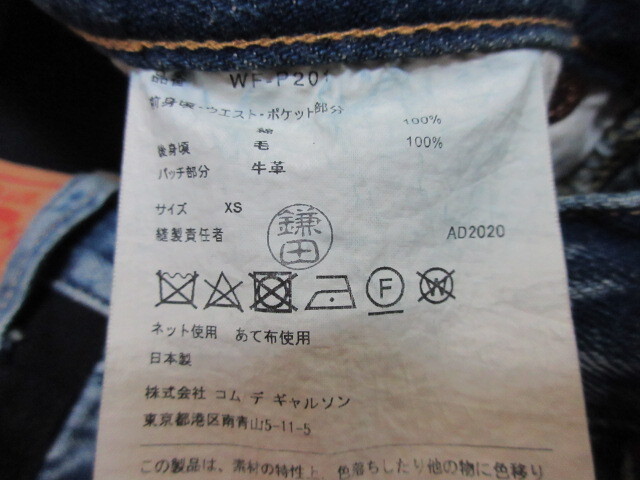 品番 WF-P201
前身頃・ウエスト・ポケット部分
綿 100%
後身頃 毛 100%
パッチ部分 牛革
サイズ XS
縫製責任者 鎌田 AD2020
F W
ネット使用 あて布使用
日本製
株式会社 コム デ ギャルソン
東京都港区南青山5-11-5
この製品は、素材の特性上、色落ちしたり他の物に色移り